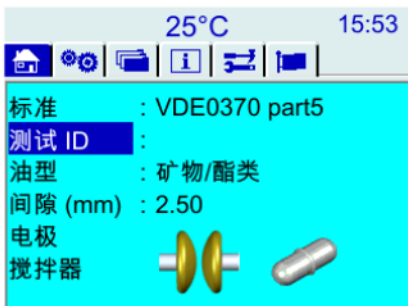 25°C 15:53
标准 : VDE0370 part5
测试 ID :
油型 : 矿物/酯类
间隙 (mm) : 2.50
电极
搅拌器